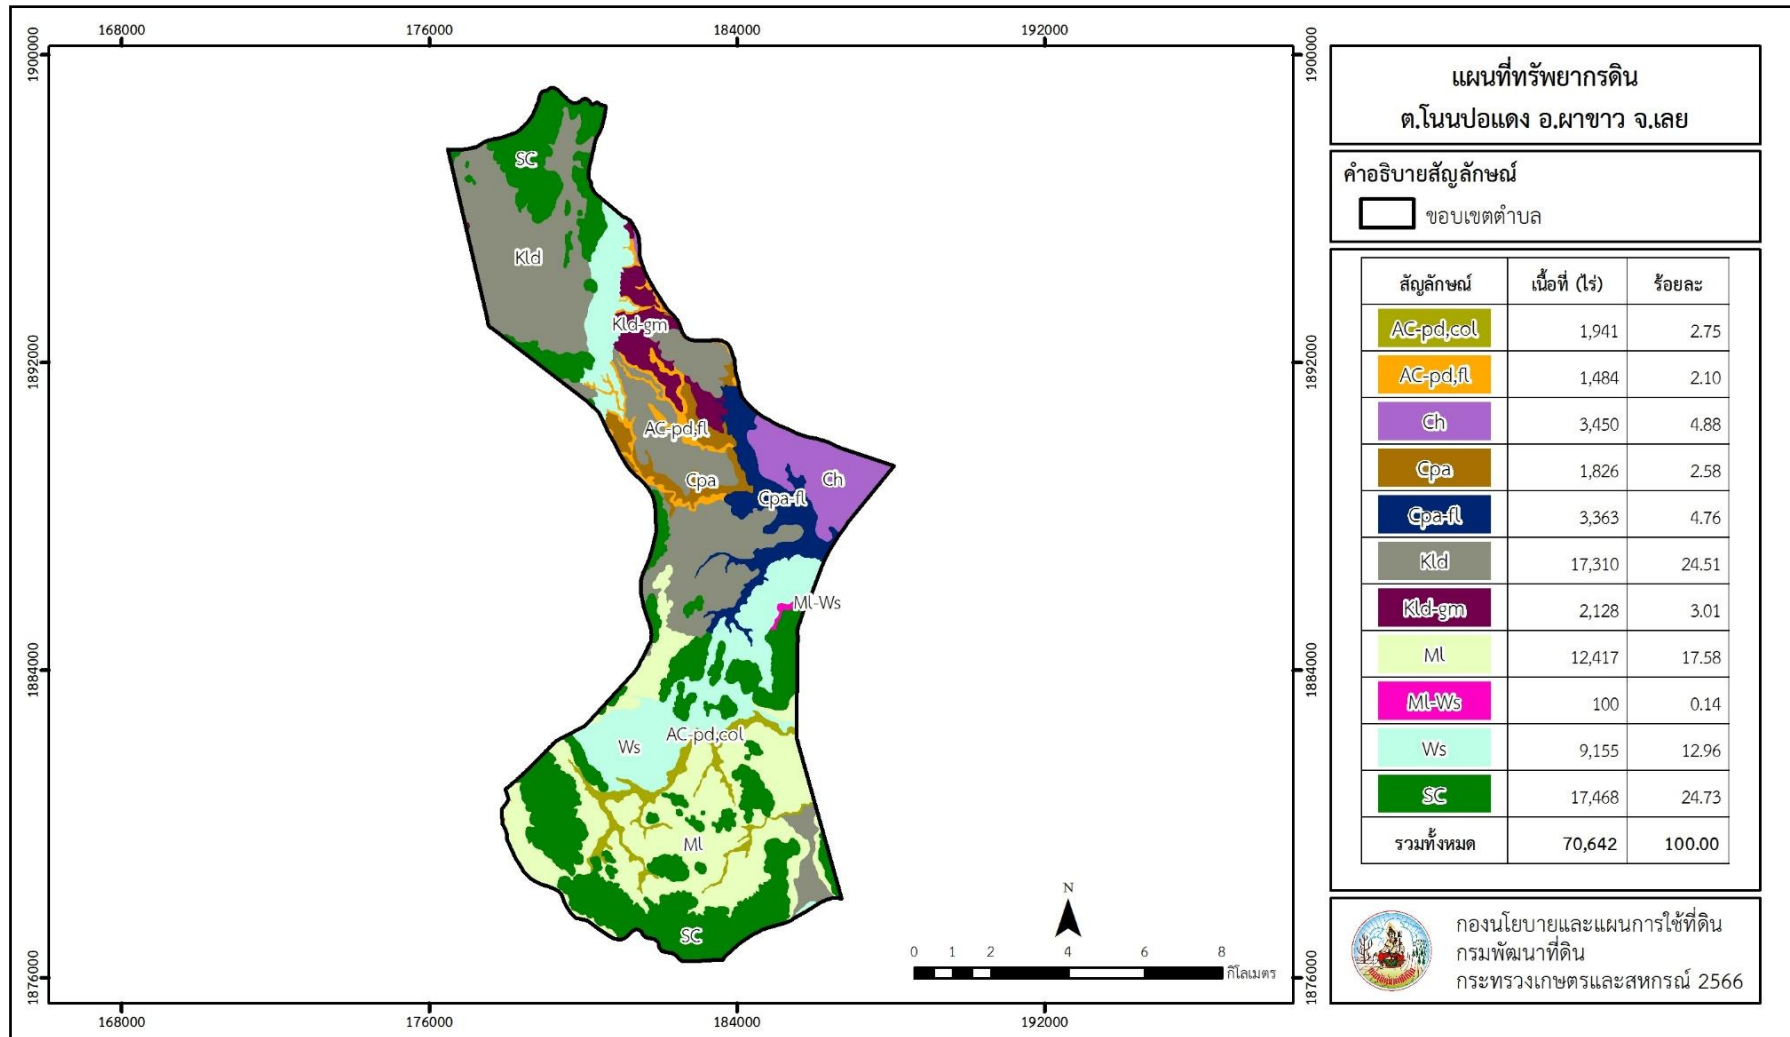 168000
176000
184000
192000
1900000
1892000
1884000
1876000
1900000
1892000
1884000
1876000
168000
176000
184000
192000
SC
Kld
Kld-gm
AC-pd,fl
Cpa
Cpa-fl
Ch
Ml-Ws
Ws
AC-pd,col
Ml
SC
N
0 1 2 4 6 8
กิโลเมตร
แผนที่ทรัพยากรดิน
ต.โนนปอแดง อ.ผาขาว จ.เลย
คำอธิบายสัญลักษณ์
ขอบเขตตำบล
สัญลักษณ์ เนื้อที่ (ไร่) ร้อยละ
AC-pd,col 1,941 2.75
AC-pd,fl 1,484 2.10
Ch 3,450 4.88
Cpa 1,826 2.58
Cpa-fl 3,363 4.76
Kld 17,310 24.51
Kld-gm 2,128 3.01
Ml 12,417 17.58
Ml-Ws 100 0.14
Ws 9,155 12.96
SC 17,468 24.73
รวมทั้งหมด 70,642 100.00
กองนโยบายและแผนการใช้ที่ดิน
กรมพัฒนาที่ดิน
กระทรวงเกษตรและสหกรณ์ 2566